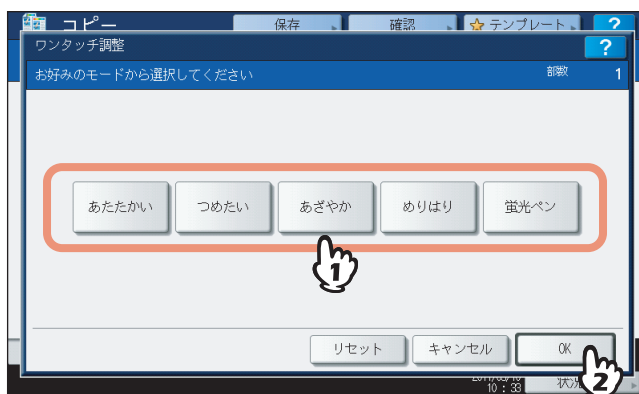 コピー 保存 確認 テンプレート ?
ワンタッチ調整 ?
お好みのモードから選択してください 部数 1
あたたかい つめたい あざやか めりはり 蛍光ペン
1
リセット キャンセル OK
2
10:33 状況